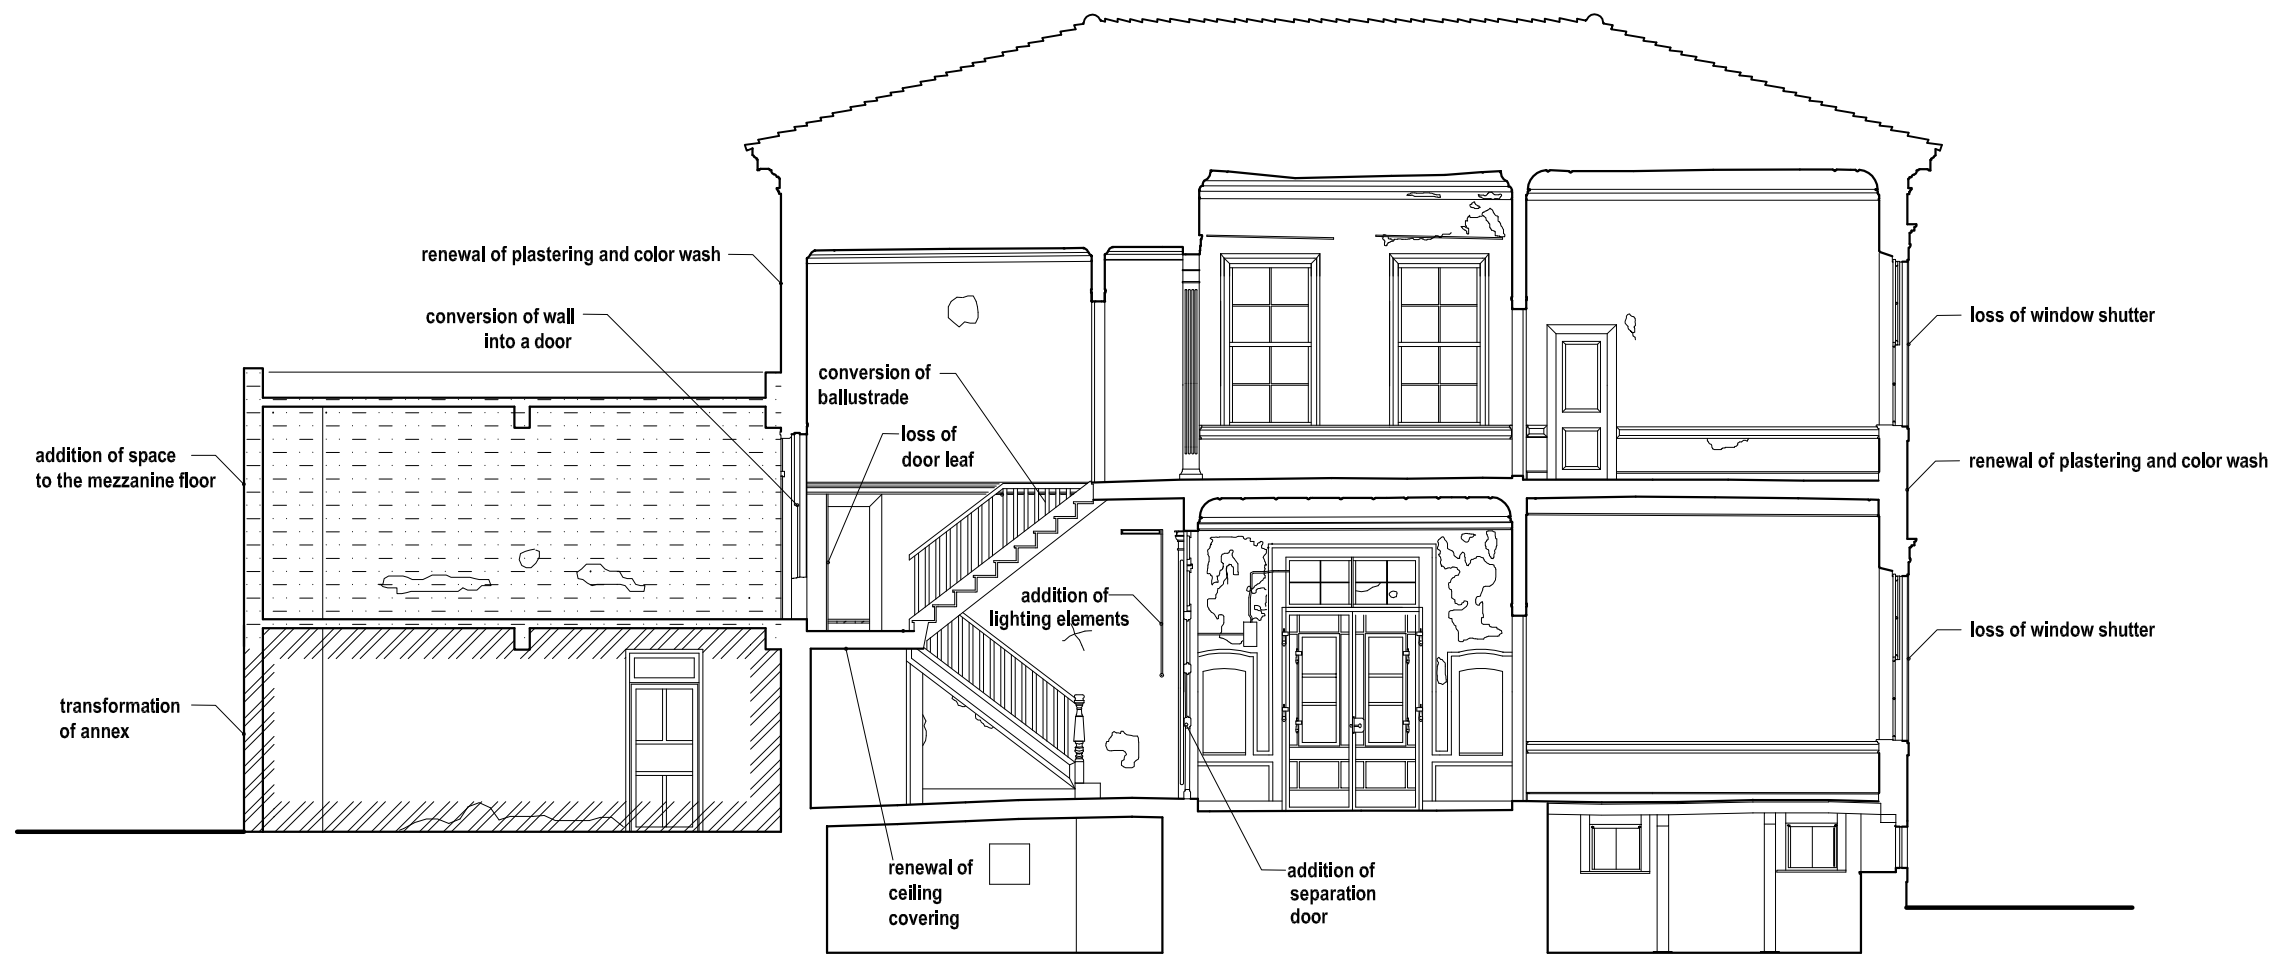 renewal of plastering and color wash
conversion of wall
into a door
loss of window shutter
conversion of
ballustrade
loss of
door leaf
addition of space
to the mezzanine floor
renewal of plastering and color wash
addition of
lighting elements
loss of window shutter
transformation
of annex
renewal of
ceiling
covering
addition of
separation
door